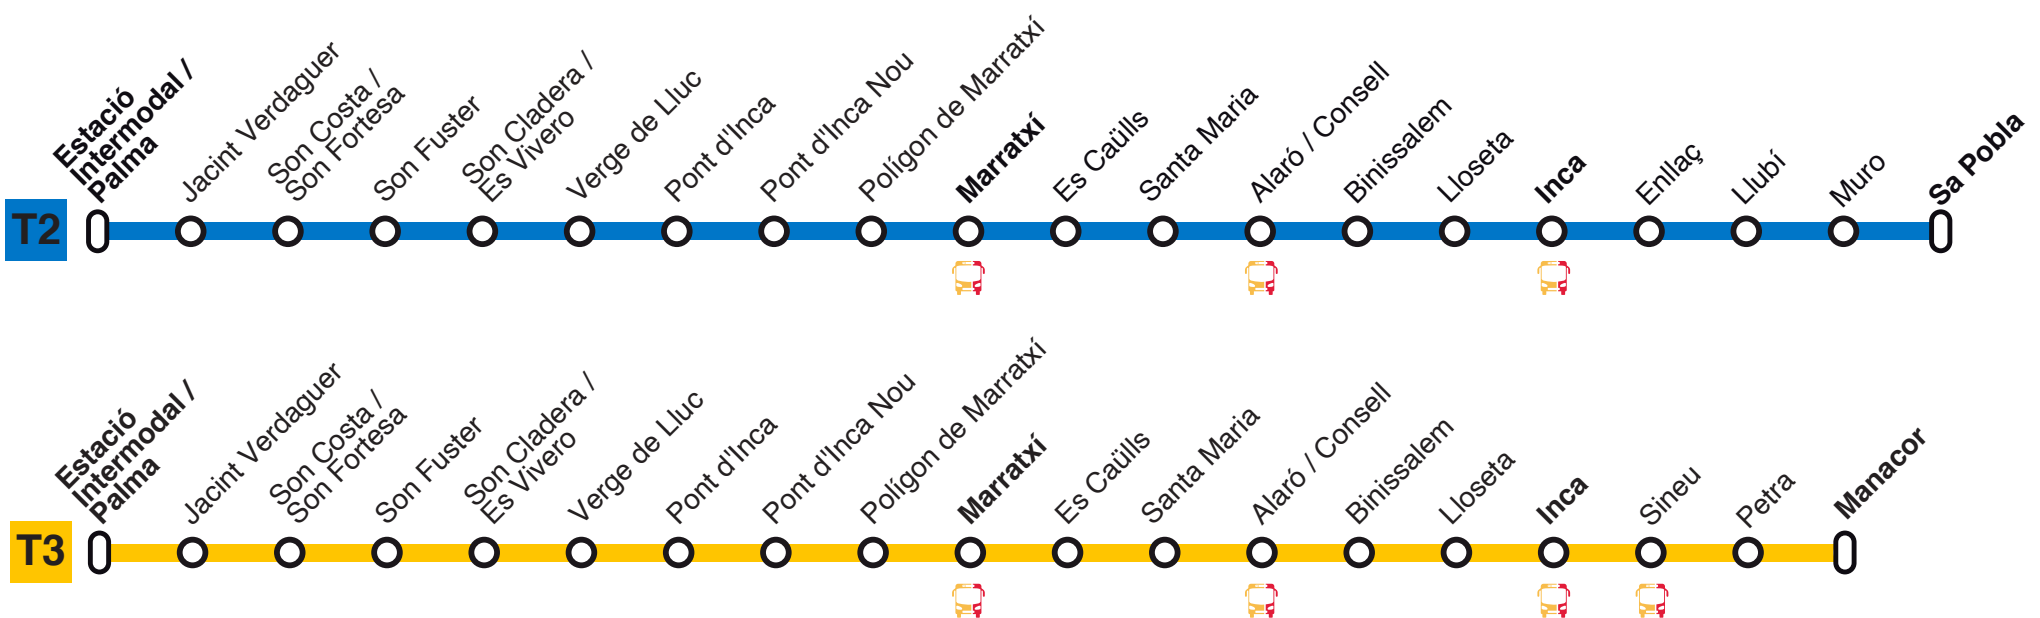 T2
Estació
Intermodal /
Palma
Jacint Verdaguer
Son Costa /
Son Fortesa
Son Fuster
Son Cladera /
Es Vivero
Verge de Lluc
Pont d'Inca
Pont d'Inca Nou
Polígon de Marratxí
Marratxí
Es Caülls
Santa Maria
Alaró / Consell
Binissalem
Lloseta
Inca
Enllaç
Llubí
Muro
Sa Pobla
T3
Estació
Intermodal /
Palma
Jacint Verdaguer
Son Costa /
Son Fortesa
Son Fuster
Son Cladera /
Es Vivero
Verge de Lluc
Pont d'Inca
Pont d'Inca Nou
Polígon de Marratxí
Marratxí
Es Caülls
Santa Maria
Alaró / Consell
Binissalem
Lloseta
Inca
Sineu
Petra
Manacor